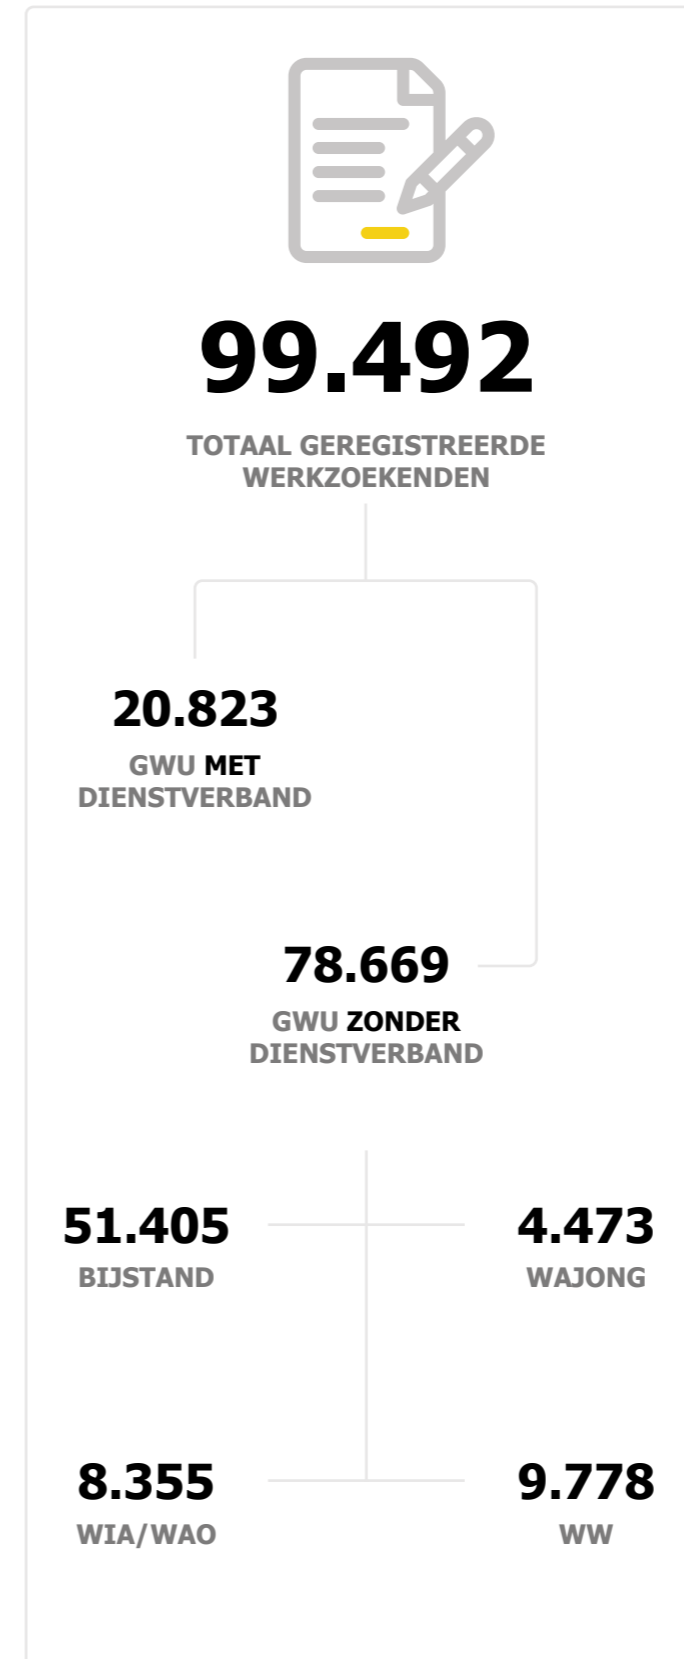 99.492
TOTAAL GEREGISTREERDE
WERKZOEKENDEN
20.823
GWU MET
DIENSTVERBAND
78.669
GWU ZONDER
DIENSTVERBAND
51.405
BIJSTAND
4.473
WAJONG
8.355
WIA/WAO
9.778
WW